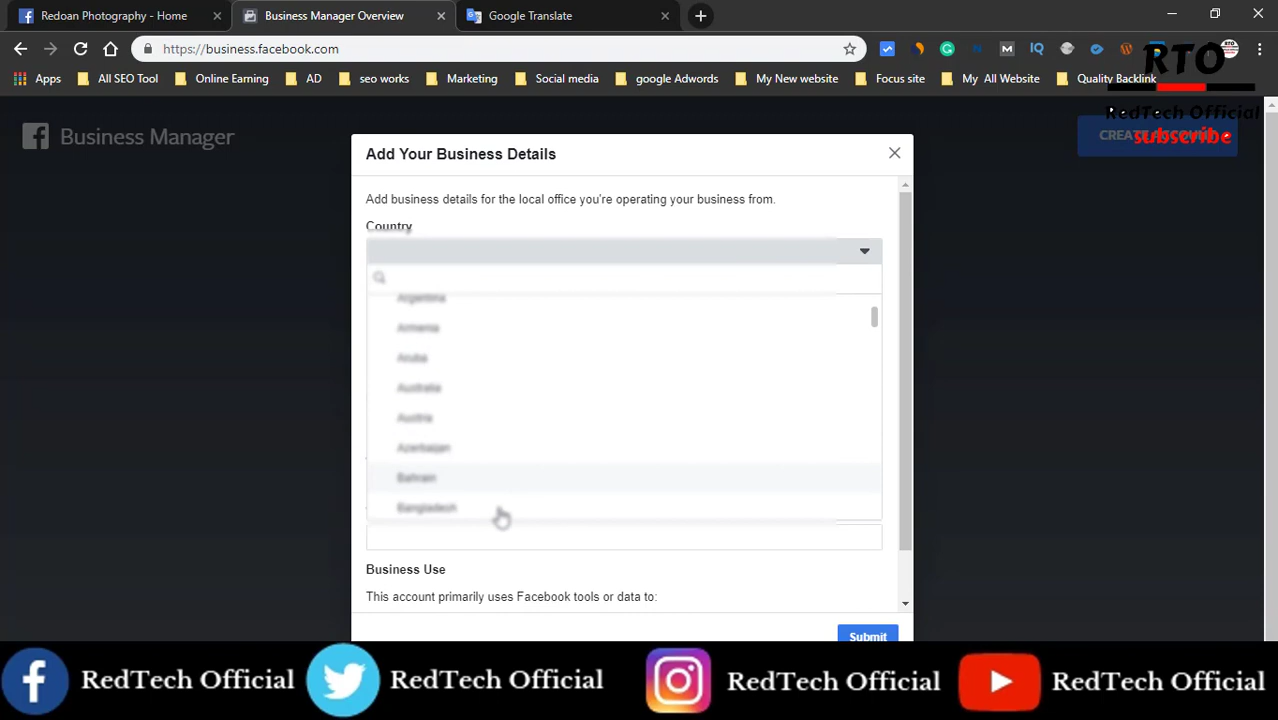 Redoan Photography - Home
Business Manager Overview
Google Translate
https://business.facebook.com
Apps
All SEO Tool
Online Earning
AD
seo works
Marketing
Social media
google Adwords
My New website
Focus site
My All Website
Quality Backlink
RTO
RedTech Official
subscribe
Business Manager
Add Your Business Details
Add business details for the local office you're operating your business from.
Country
Argentina
Armenia
Aruba
Australia
Austria
Azerbaijan
Bahrain
Bangladesh
Business Use
This account primarily uses Facebook tools or data to:
Submit
RedTech Official
RedTech Official
RedTech Official
RedTech Official